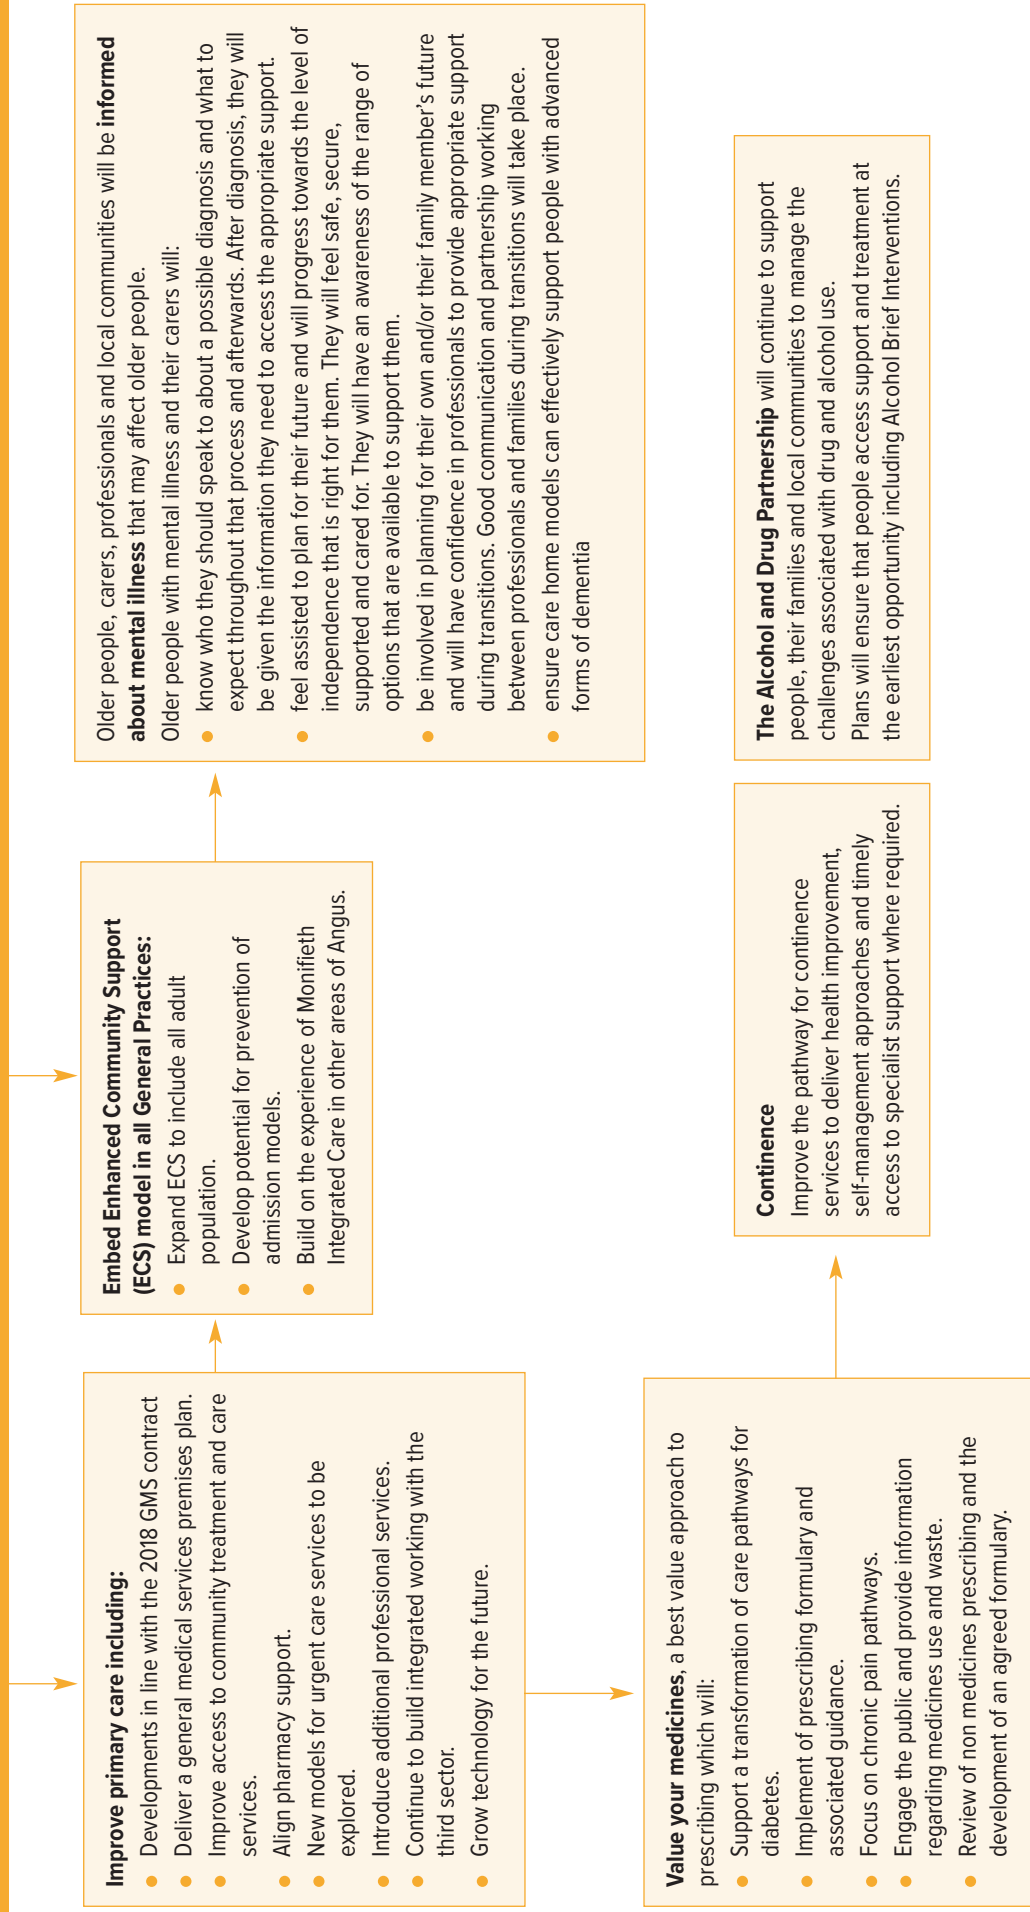 Improve primary care including:
● Developments in line with the 2018 GMS contract
● Deliver a general medical services premises plan.
● Improve access to community treatment and care
services.
● Align pharmacy support.
● New models for urgent care services to be
explored.
● Introduce additional professional services.
● Continue to build integrated working with the
third sector.
● Grow technology for the future.
Embed Enhanced Community Support
(ECS) model in all General Practices:
● Expand ECS to include all adult
population.
● Develop potential for prevention of
admission models.
● Build on the experience of Monifieth
Integrated Care in other areas of Angus.
Older people, carers, professionals and local communities will be informed
about mental illness that may affect older people.
Older people with mental illness and their carers will:
● know who they should speak to about a possible diagnosis and what to
expect throughout that process and afterwards. After diagnosis, they will
be given the information they need to access the appropriate support.
● feel assisted to plan for their future and will progress towards the level of
independence that is right for them. They will feel safe, secure,
supported and cared for. They will have an awareness of the range of
options that are available to support them.
● be involved in planning for their own and/or their family member's future
and will have confidence in professionals to provide appropriate support
during transitions. Good communication and partnership working
between professionals and families during transitions will take place.
● ensure care home models can effectively support people with advanced
forms of dementia
Value your medicines, a best value approach to
prescribing which will:
● Support a transformation of care pathways for
diabetes.
● Implement of prescribing formulary and
associated guidance.
● Focus on chronic pain pathways.
● Engage the public and provide information
regarding medicines use and waste.
● Review of non medicines prescribing and the
development of an agreed formulary.
Continence
Improve the pathway for continence
services to deliver health improvement,
self-management approaches and timely
access to specialist support where required.
The Alcohol and Drug Partnership will continue to support
people, their families and local communities to manage the
challenges associated with drug and alcohol use.
Plans will ensure that people access support and treatment at
the earliest opportunity including Alcohol Brief Interventions.